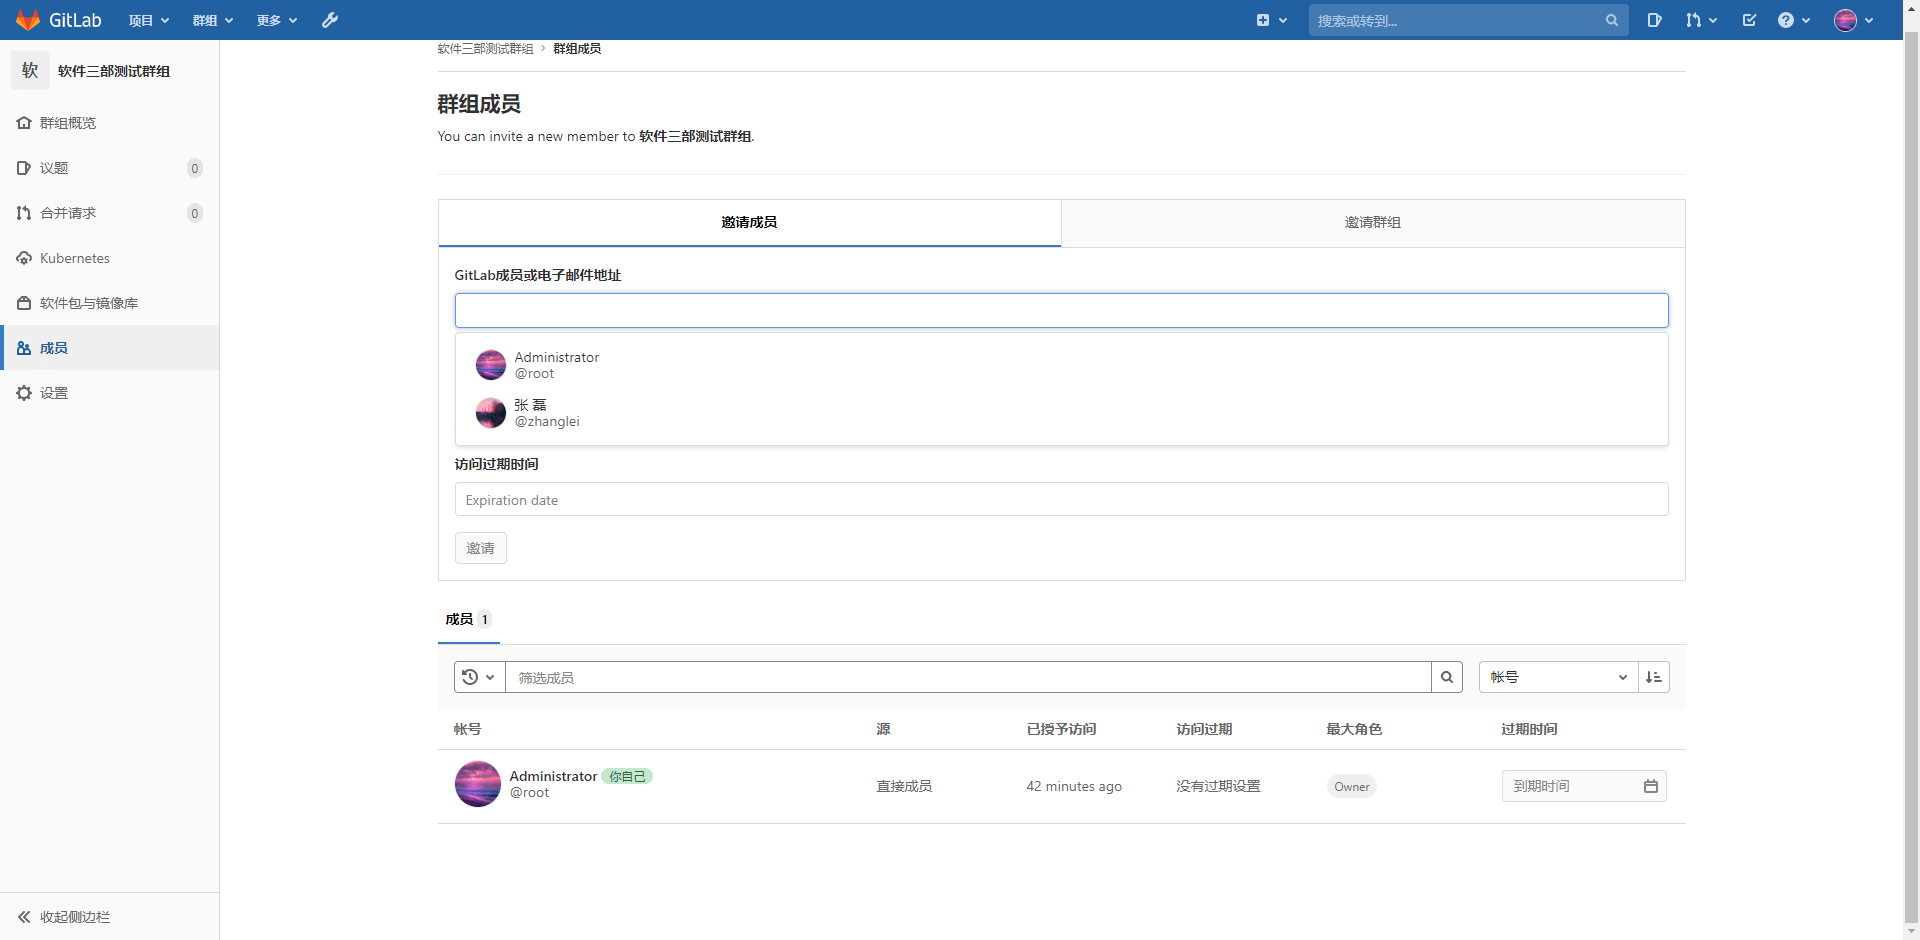 GitLab
项目
群组
更多
搜索或转到...
软
软件三部测试群组
群组概览
议题
0
合并请求
0
Kubernetes
软件包与镜像库
成员
设置
收起侧边栏
软件三部测试群组 › 群组成员
群组成员
You can invite a new member to 软件三部测试群组.
邀请成员
邀请群组
GitLab成员或电子邮件地址
Administrator
@root
张 磊
@zhanglei
访问过期时间
Expiration date
邀请
成员 1
筛选成员
帐号
帐号 源 已授予访问 访问过期 最大角色 过期时间
Administrator 你自己
@root
直接成员
42 minutes ago
没有过期设置
Owner
到期时间